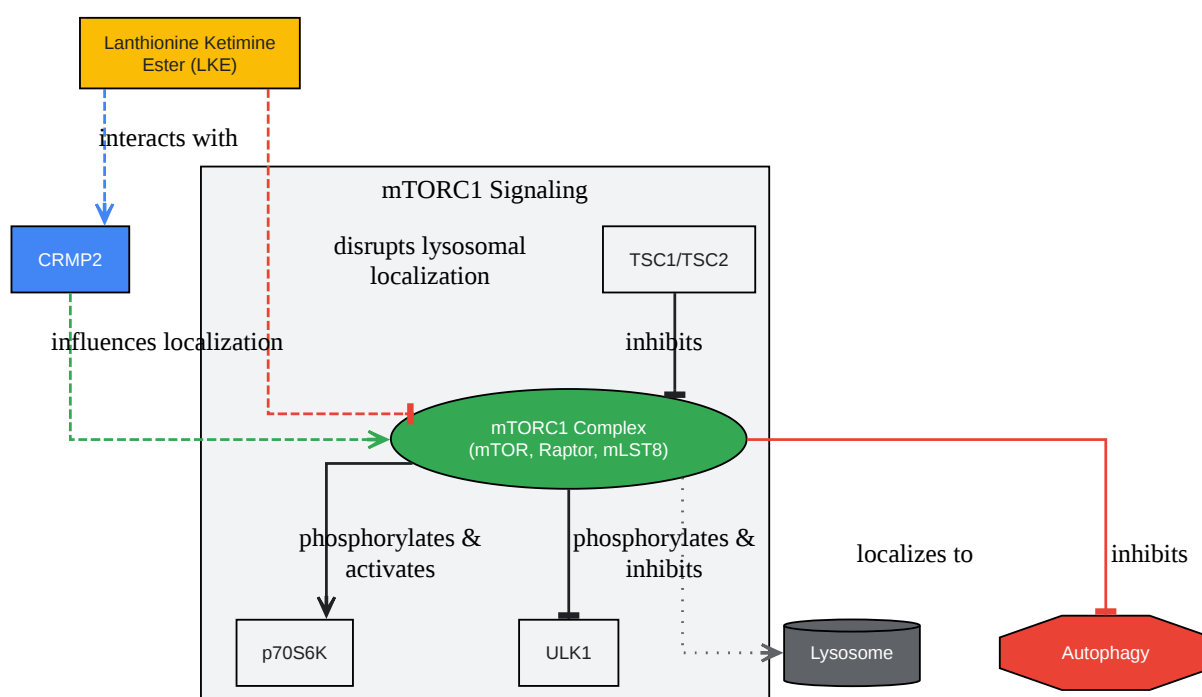 Lanthionine Ketimine
Ester (LKE)
interacts with
mTORC1 Signaling
disrupts lysosomal
localization
CRMP2
TSC1/TSC2
influences localization
inhibits
mTORC1 Complex
(mTOR, Raptor, mLST8)
phosphorylates &
activates
phosphorylates &
inhibits
localizes to
inhibits
p70S6K
ULK1
Lysosome
Autophagy